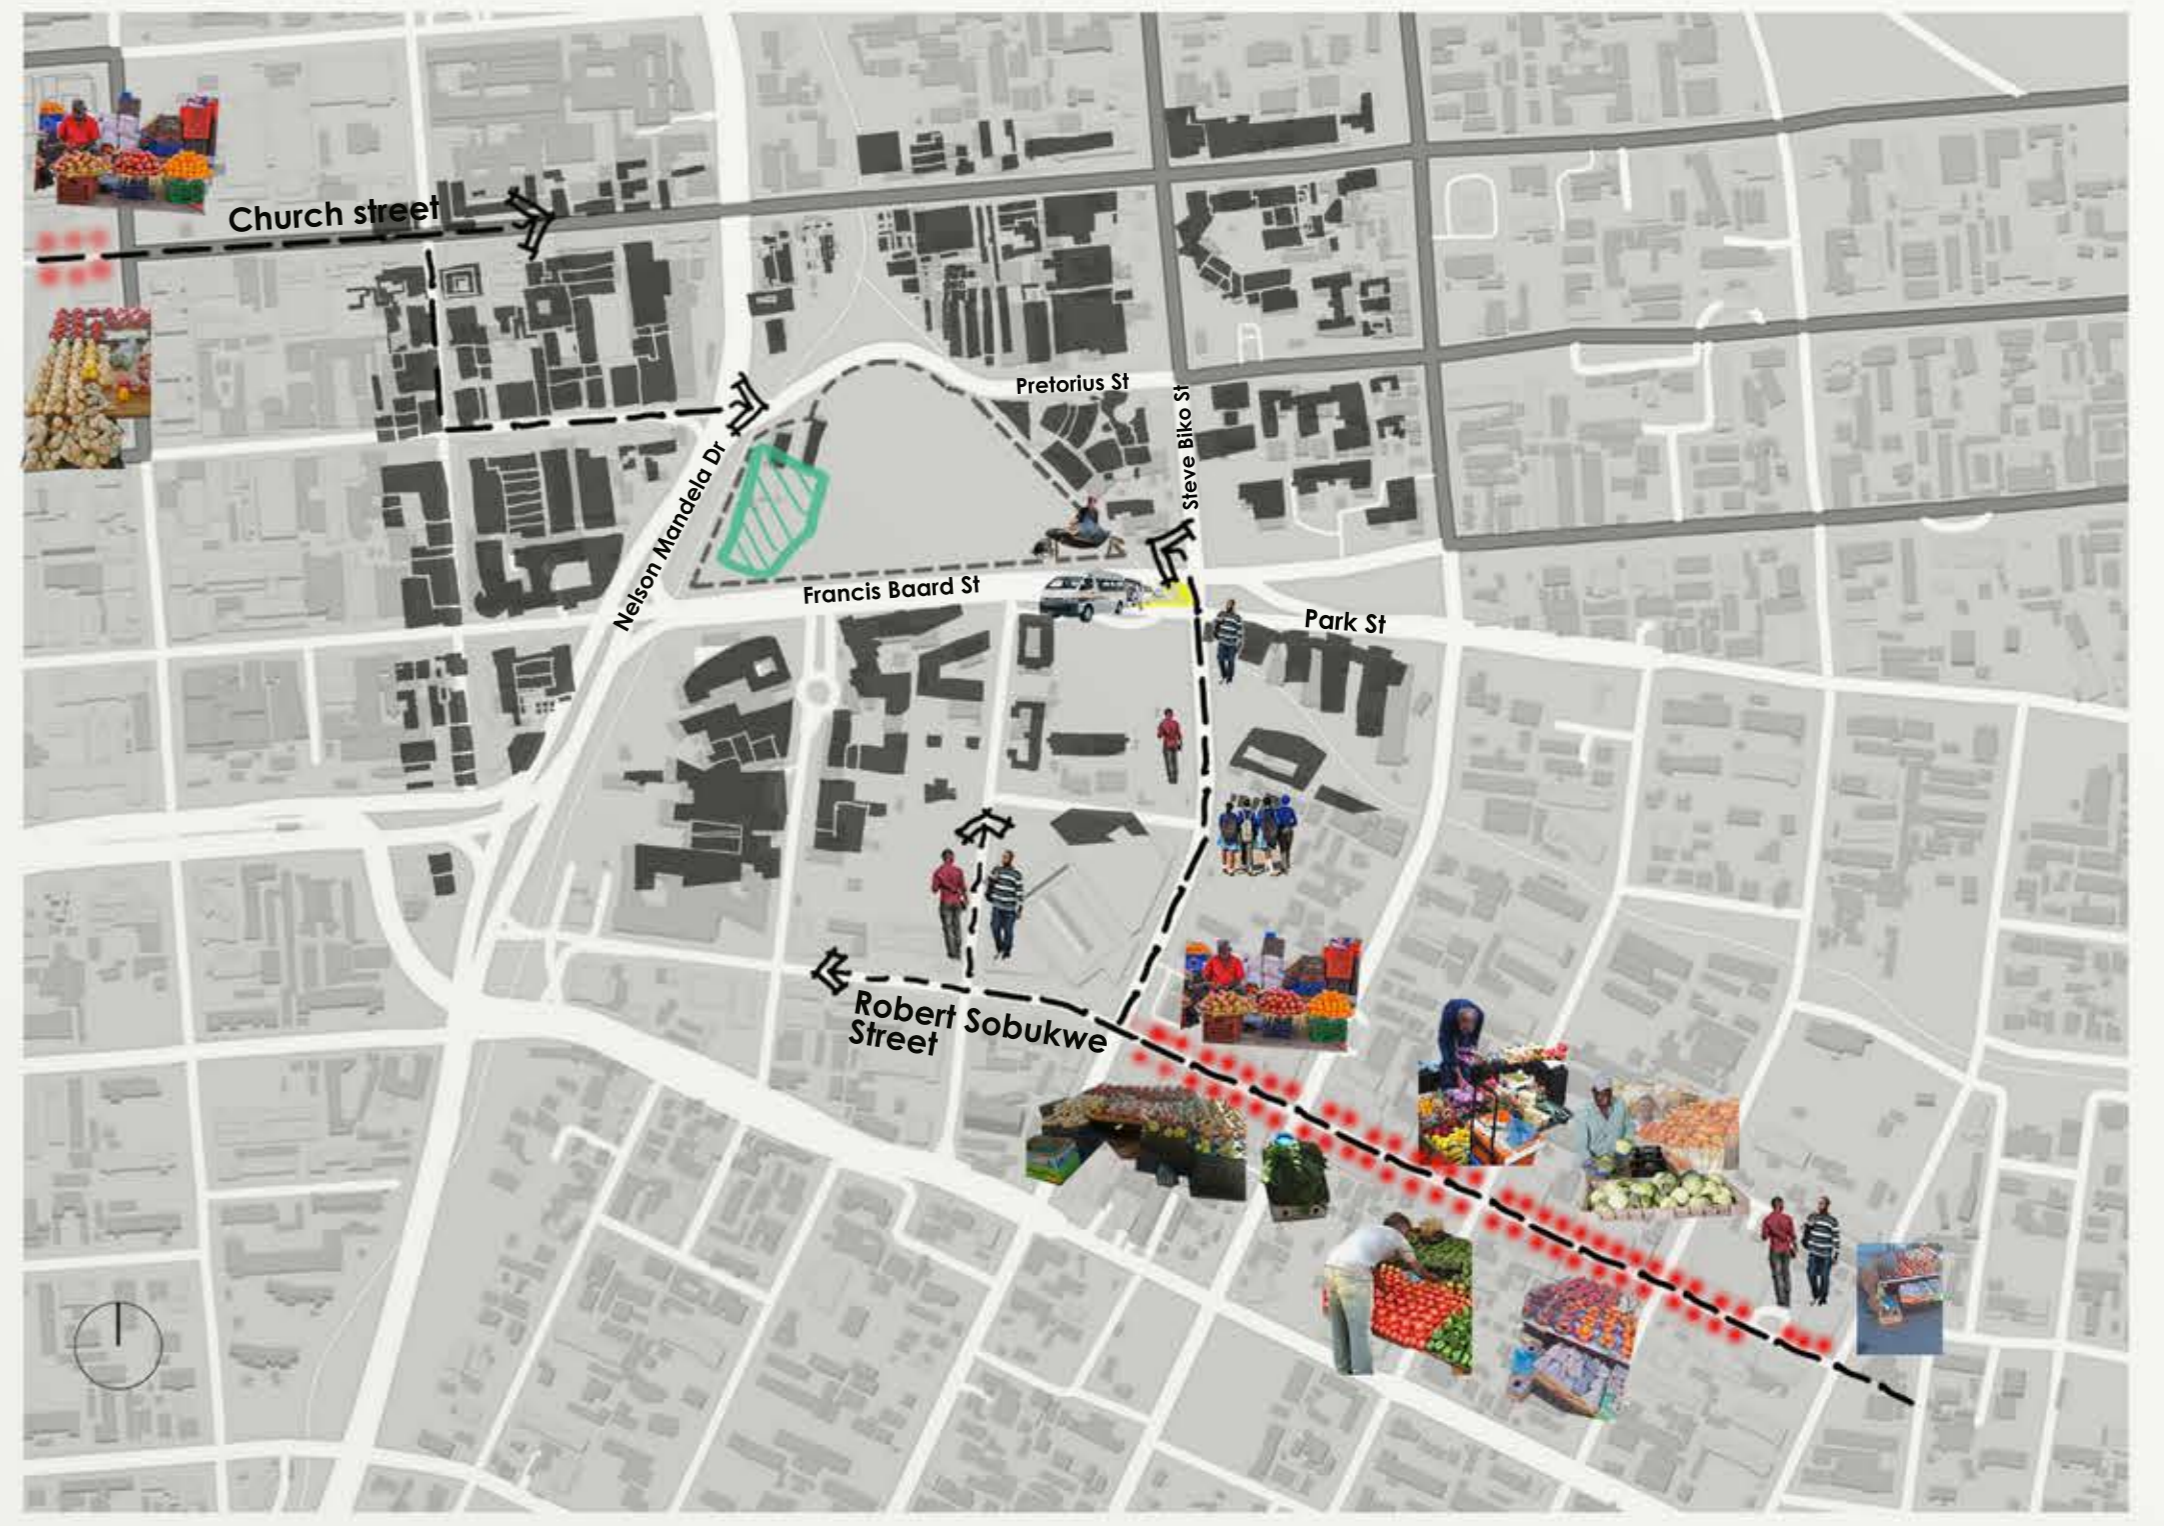 Church street
Pretorius St
Steve Biko St
Nelson Mandela Dr
Francis Baard St
Park St
Robert Sobukwe
Street